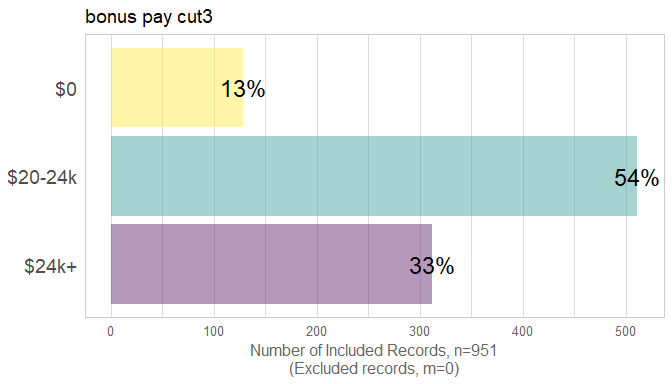 bonus pay cut3
$0
13%
$20-24k
54%
$24k+
33%
0 100 200 300 400 500
Number of Included Records, n=951
(Excluded records, m=0)